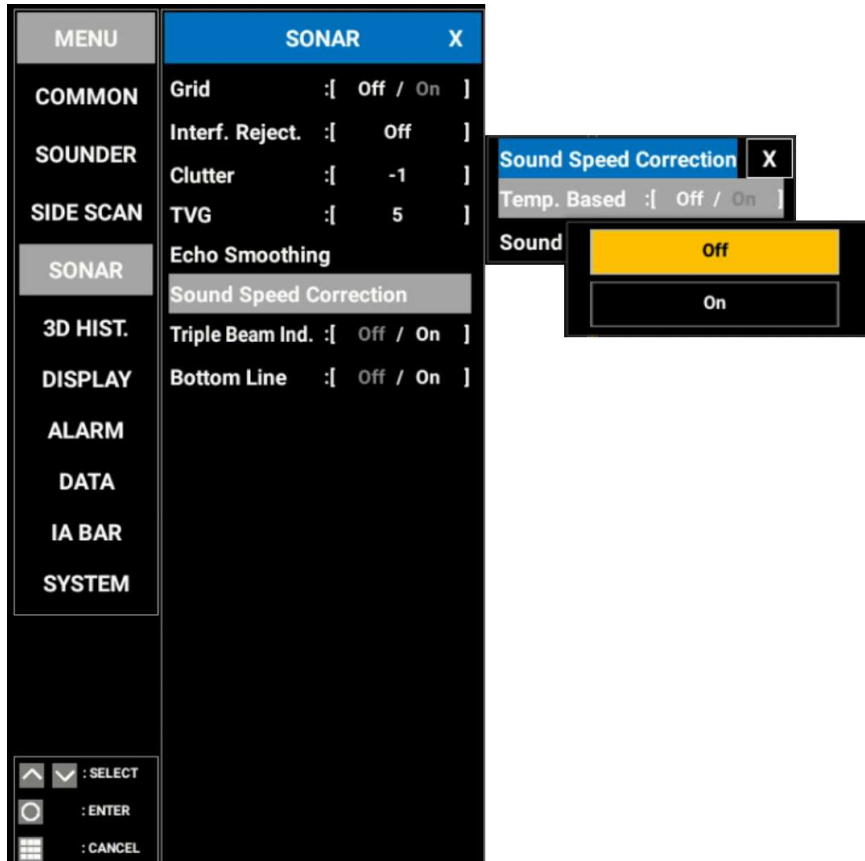 MENU
COMMON
SOUNDER
SIDE SCAN
SONAR
3D HIST.
DISPLAY
ALARM
DATA
IA BAR
SYSTEM
: SELECT
: ENTER
: CANCEL
SONAR X
Grid :[ Off / On ]
Interf. Reject. :[ Off ]
Clutter :[ -1 ]
TVG :[ 5 ]
Echo Smoothing
Sound Speed Correction
Triple Beam Ind. :[ Off / On ]
Bottom Line :[ Off / On ]
Sound Speed Correction X
Temp. Based :[ Off / On ]
Sound
Off
On